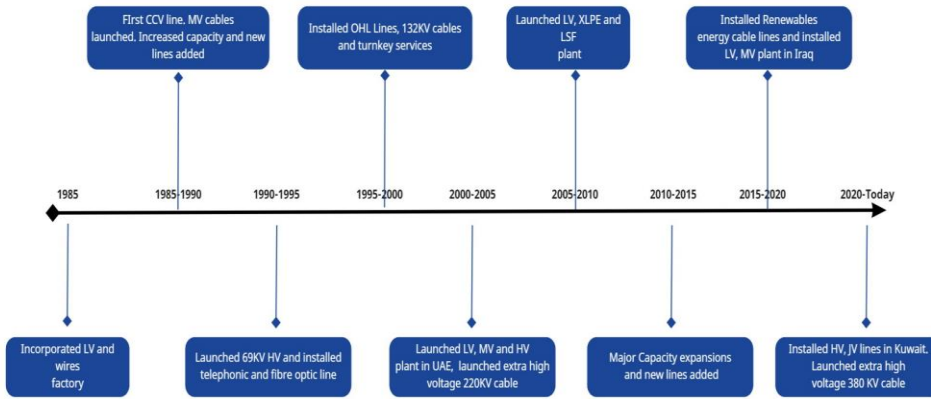 FIrst CCV line. MV cables
launched. Increased capacity and new
lines added
Installed OHL Lines, 132KV cables
and turnkey services
Launched LV, XLPE and
LSF
plant
Installed Renewables
energy cable lines and installed
LV, MV plant in Iraq
1985
1985-1990
1990-1995
1995-2000
2000-2005
2005-2010
2010-2015
2015-2020
2020-Today
Incorporated LV and
wires
factory
Launched 69KV HV and installed
telephonic and fibre optic line
Launched LV, MV and HV
plant in UAE, launched extra high
voltage 220KV cable
Major Capacity expansions
and new lines added
Installed HV, JV lines in Kuwait.
Launched extra high
voltage 380 KV cable